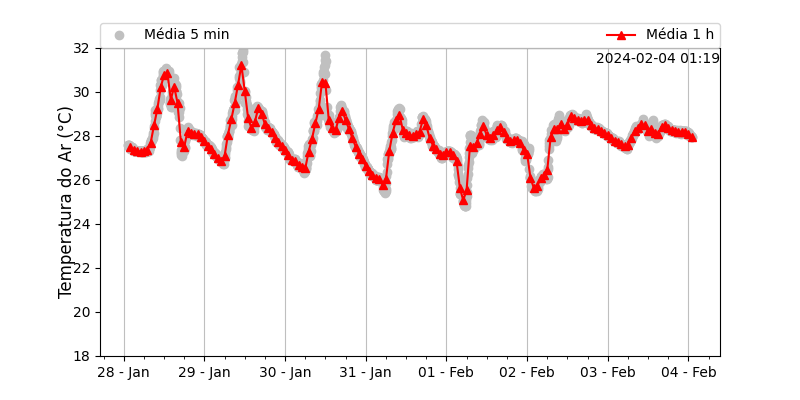 Média 5 min
Média 1 h
2024-02-04 01:19
Temperatura do Ar (°C)
32
30
28
26
24
22
20
18
28 - Jan
29 - Jan
30 - Jan
31 - Jan
01 - Feb
02 - Feb
03 - Feb
04 - Feb